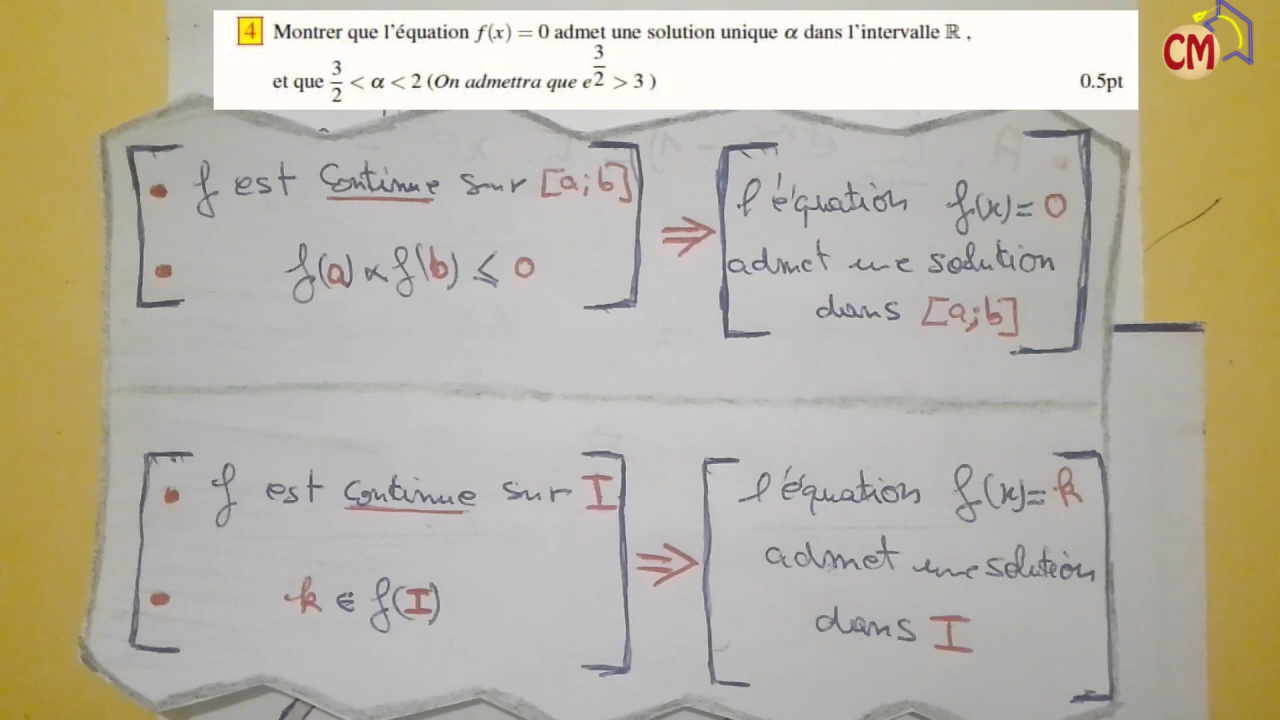 4 Montrer que l'équation f(x) = 0 admet une solution unique α dans l'intervalle ℝ ,
et que 3/2 < α < 2 (On admettra que e^(3/2) > 3 ) 0.5pt
CM
• f est continue sur [a;b]
• f(a) × f(b) ⩽ 0
⇒
l'équation f(x)= 0
admet une solution
dans [a;b]
• f est continue sur I
• k ∈ f(I)
⇒
l'équation f(x)= k
admet une solution
dans I